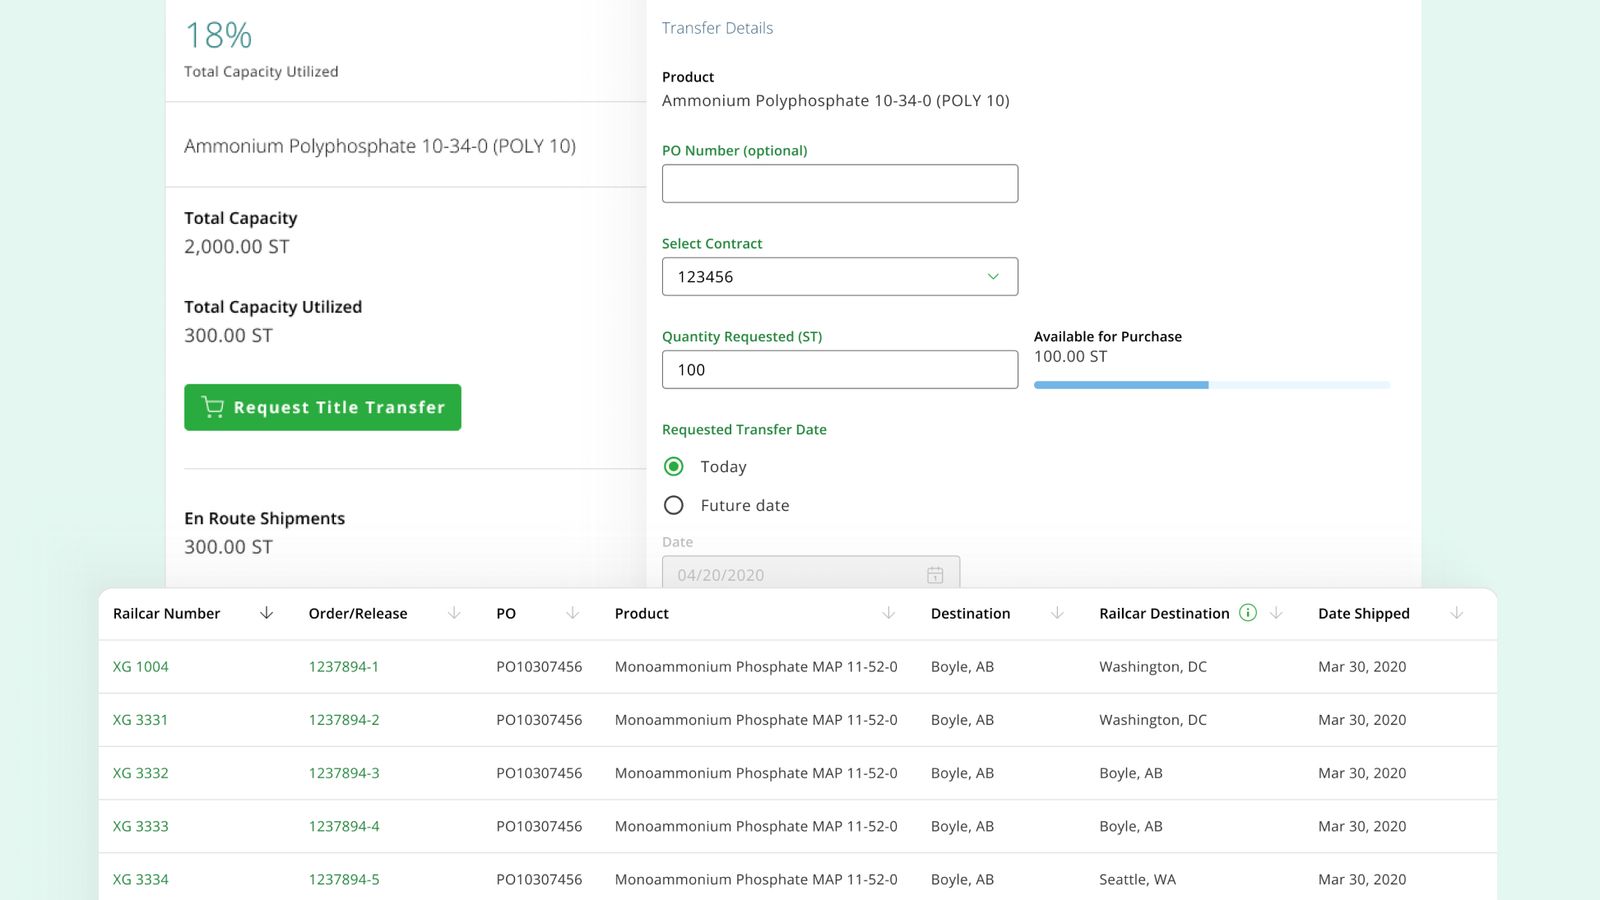 18%
Total Capacity Utilized
Ammonium Polyphosphate 10-34-0 (POLY 10)
Total Capacity
2,000.00 ST
Total Capacity Utilized
300.00 ST
Request Title Transfer
En Route Shipments
300.00 ST
Transfer Details
Product
Ammonium Polyphosphate 10-34-0 (POLY 10)
PO Number (optional)
Select Contract
123456
Quantity Requested (ST)
100
Available for Purchase
100.00 ST
Requested Transfer Date
Today
Future date
Date
04/20/2020
Railcar Number Order/Release PO Product Destination Railcar Destination Date Shipped
XG 1004 1237894-1 PO10307456 Monoammonium Phosphate MAP 11-52-0 Boyle, AB Washington, DC Mar 30, 2020
XG 3331 1237894-2 PO10307456 Monoammonium Phosphate MAP 11-52-0 Boyle, AB Washington, DC Mar 30, 2020
XG 3332 1237894-3 PO10307456 Monoammonium Phosphate MAP 11-52-0 Boyle, AB Boyle, AB Mar 30, 2020
XG 3333 1237894-4 PO10307456 Monoammonium Phosphate MAP 11-52-0 Boyle, AB Boyle, AB Mar 30, 2020
XG 3334 1237894-5 PO10307456 Monoammonium Phosphate MAP 11-52-0 Boyle, AB Seattle, WA Mar 30, 2020